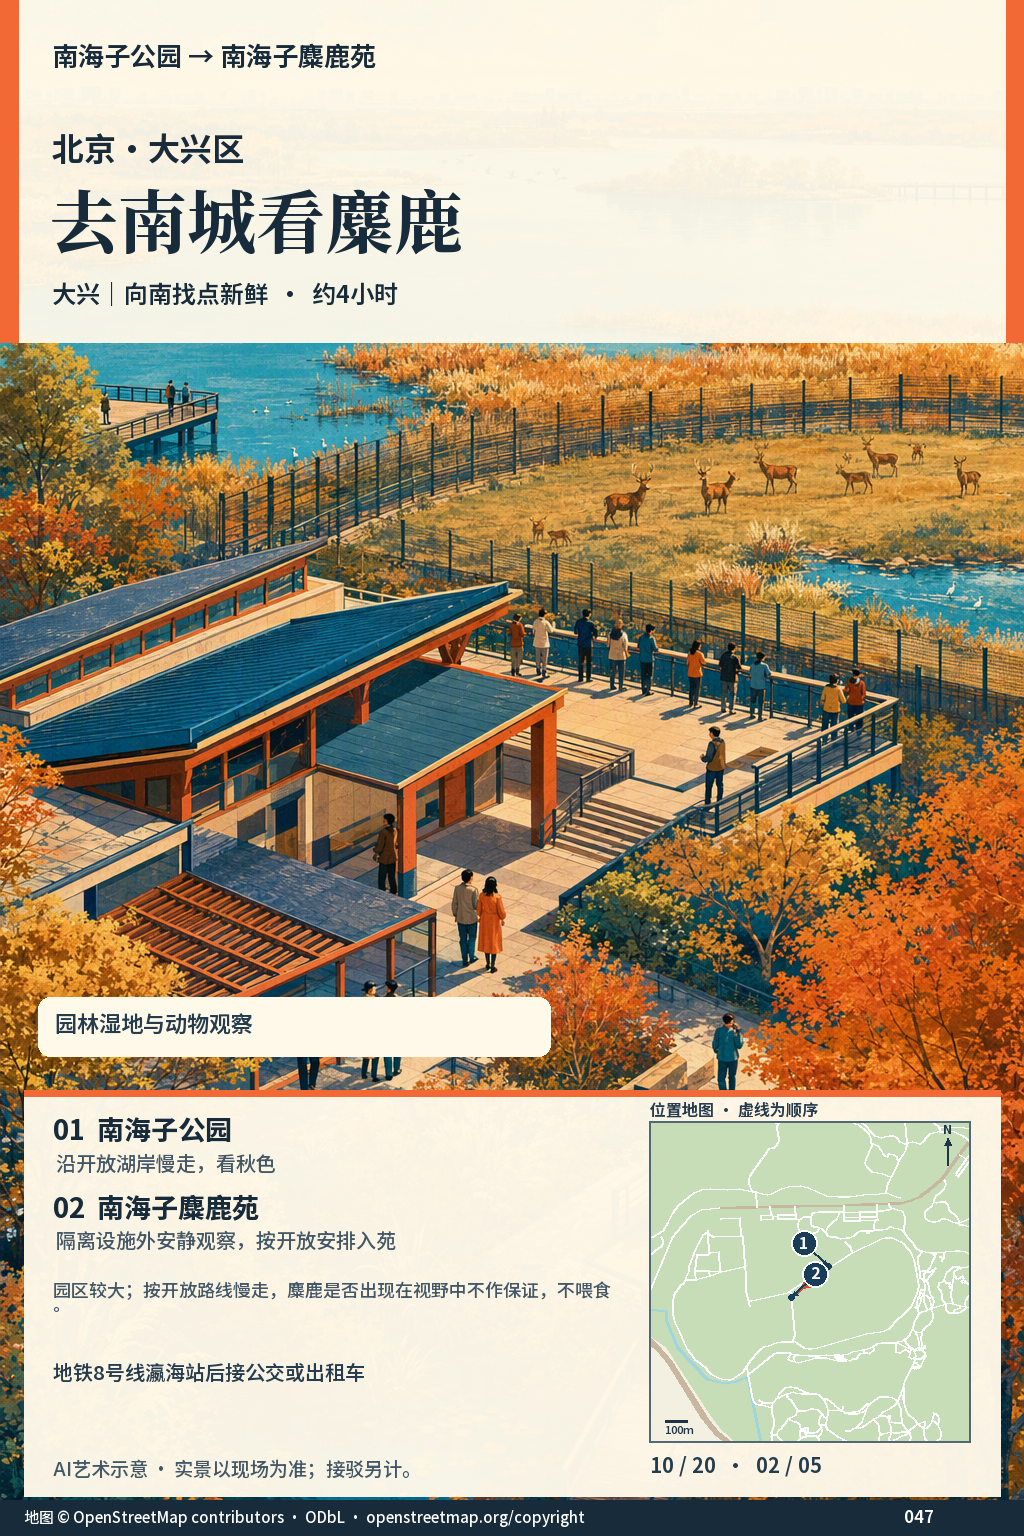 南海子公园 → 南海子麋鹿苑
北京・大兴区
去南城看麋鹿
大兴｜向南找点新鲜 · 约4小时
园林湿地与动物观察
01 南海子公园
沿开放湖岸慢走，看秋色
02 南海子麋鹿苑
隔离设施外安静观察，按开放安排入苑
园区较大；按开放路线慢走，麋鹿是否出现在视野中不作保证，不喂食
。
地铁8号线瀛海站后接公交或出租车
AI艺术示意 · 实景以现场为准；接驳另计。
位置地图 · 虚线为顺序
N
1
2
100m
10 / 20 · 02 / 05
地图 © OpenStreetMap contributors · ODbL · openstreetmap.org/copyright
047